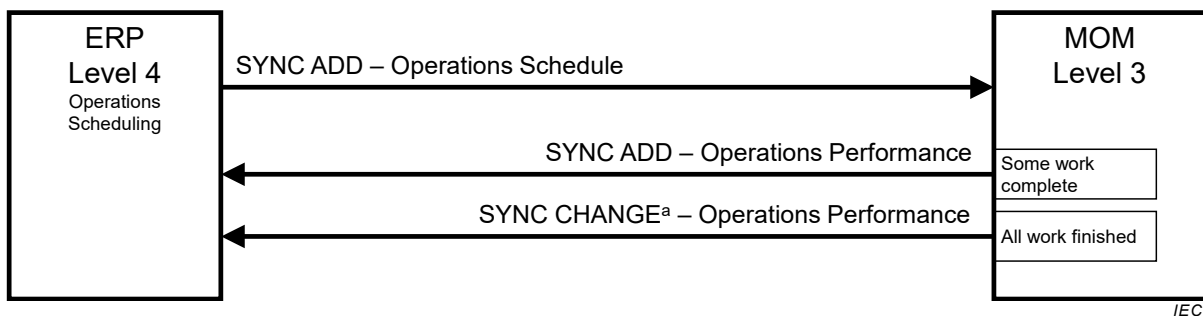 ERP
Level 4
Operations
Scheduling
MOM
Level 3
SYNC ADD – Operations Schedule
SYNC ADD – Operations Performance
Some work
complete
SYNC CHANGEᵃ – Operations Performance
All work finished
IEC